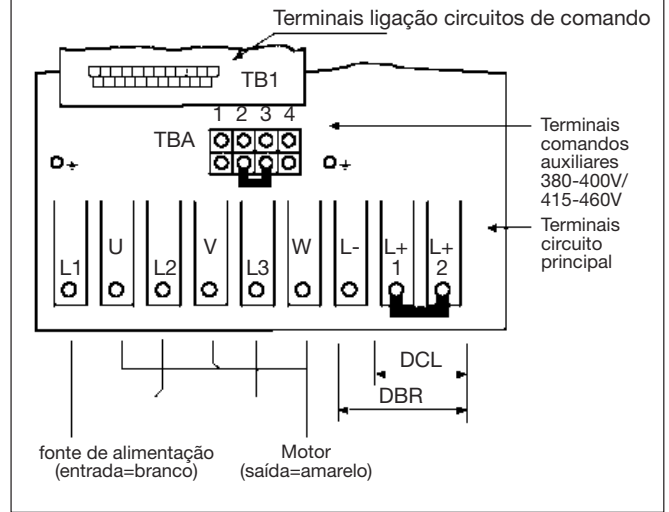 Terminais ligação circuitos de comando
TB1
1 2 3 4
TBA
Terminais
comandos
auxiliares
380-400V/
415-460V
Terminais
circuito
principal
L1 U L2 V L3 W L- L+ 1 L+ 2
DCL
DBR
fonte de alimentação
(entrada=branco)
Motor
(saída=amarelo)